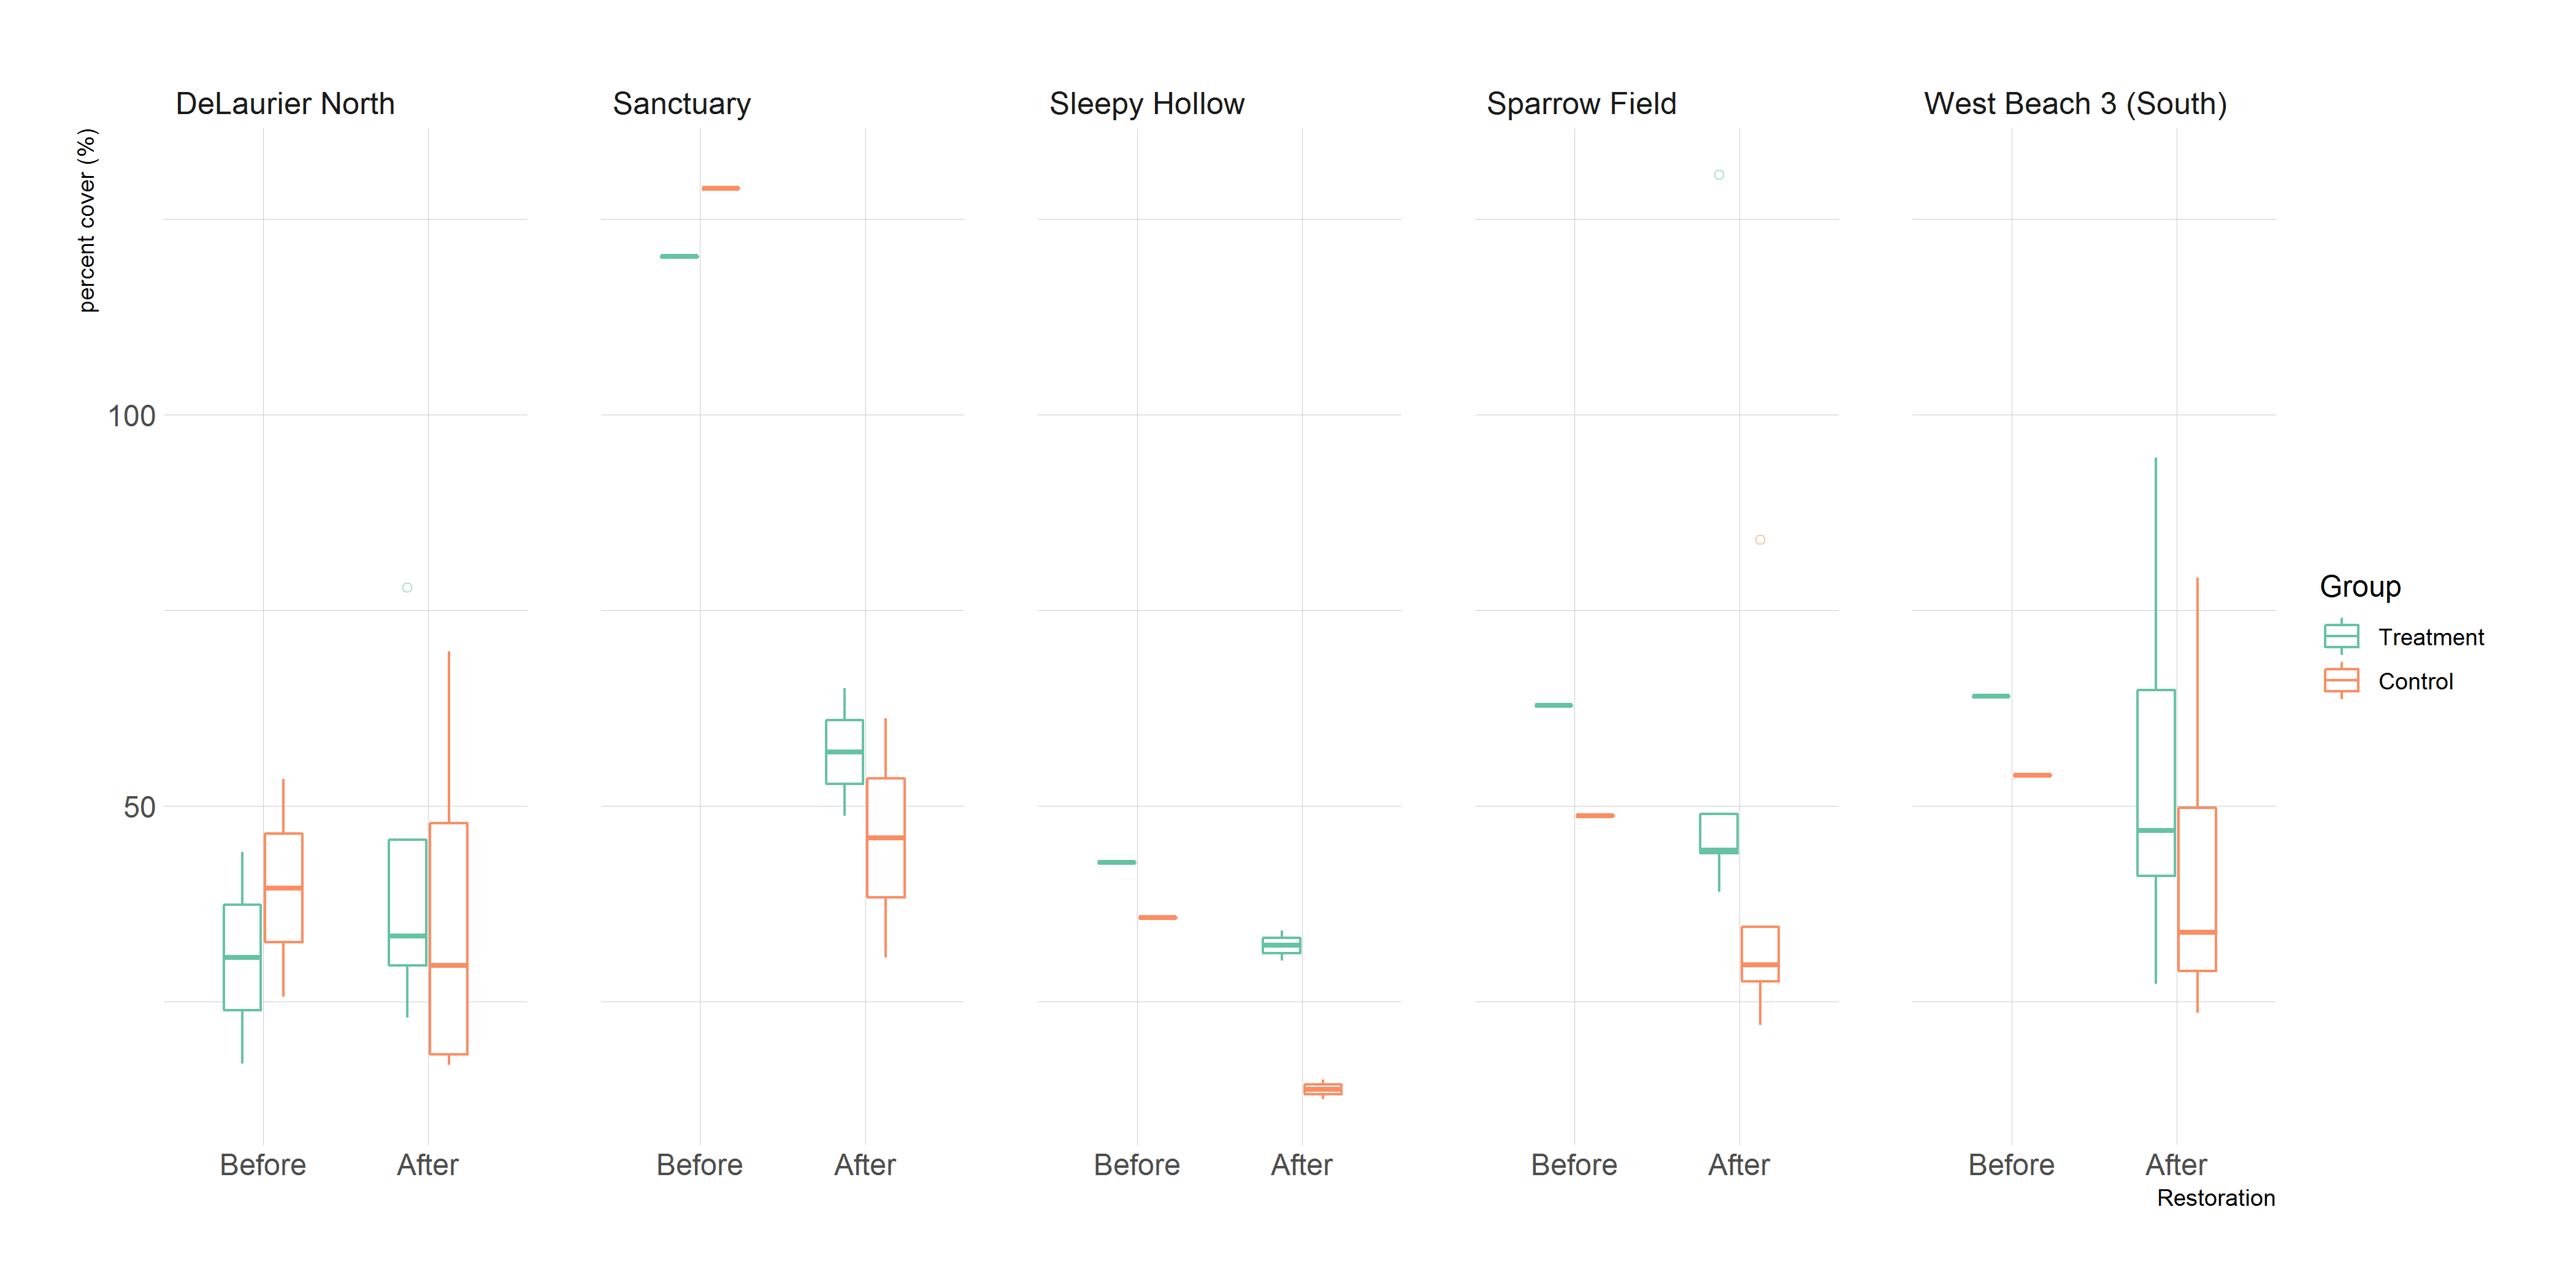 DeLaurier North
Sanctuary
Sleepy Hollow
Sparrow Field
West Beach 3 (South)
percent cover (%)
100
50
Before
After
Before
After
Before
After
Before
After
Before
After
Restoration
Group
Treatment
Control